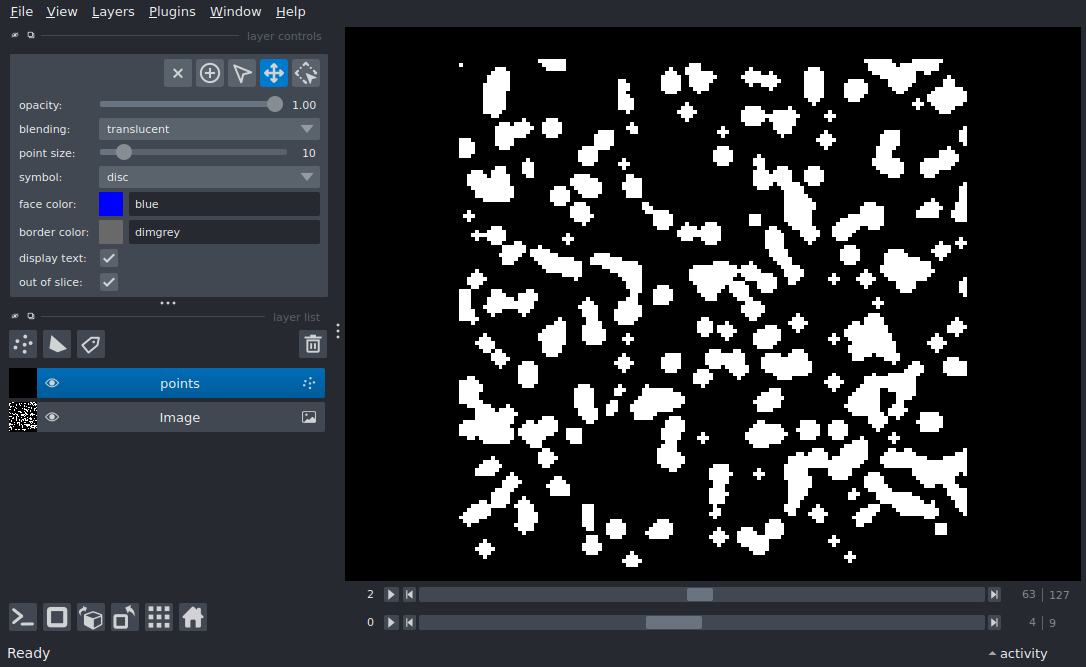 File View Layers Plugins Window Help
layer controls
opacity: 1.00
blending: translucent
point size: 10
symbol: disc
face color: blue
border color: dimgrey
display text:
out of slice:
layer list
points
Image
2 63 127
0 4 9
Ready activity